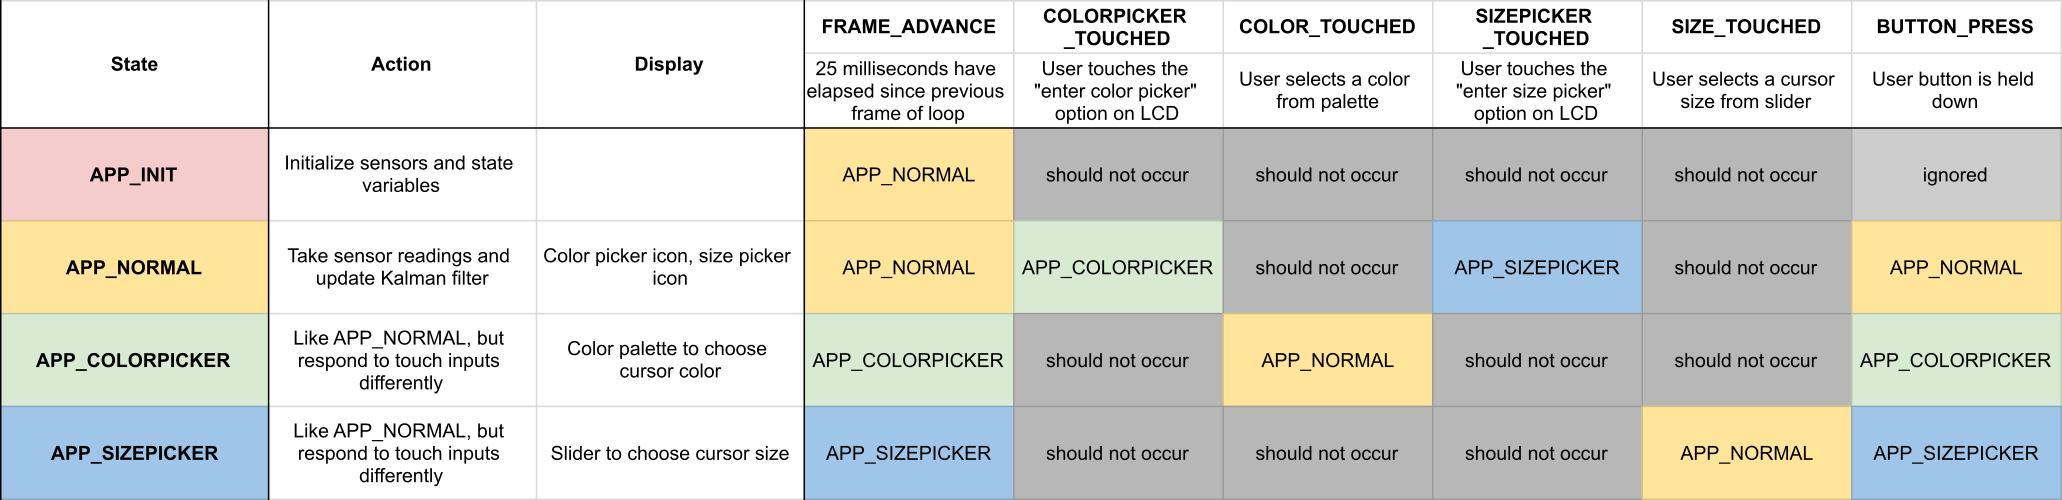 State
Action
Display
FRAME_ADVANCE
COLORPICKER
_TOUCHED
COLOR_TOUCHED
SIZEPICKER
_TOUCHED
SIZE_TOUCHED
BUTTON_PRESS
25 milliseconds have
elapsed since previous
frame of loop
User touches the
"enter color picker"
option on LCD
User selects a color
from palette
User touches the
"enter size picker"
option on LCD
User selects a cursor
size from slider
User button is held
down
APP_INIT
Initialize sensors and state
variables
APP_NORMAL
should not occur
should not occur
should not occur
should not occur
ignored
APP_NORMAL
Take sensor readings and
update Kalman filter
Color picker icon, size picker
icon
APP_NORMAL
APP_COLORPICKER
should not occur
APP_SIZEPICKER
should not occur
APP_NORMAL
APP_COLORPICKER
Like APP_NORMAL, but
respond to touch inputs
differently
Color palette to choose
cursor color
APP_COLORPICKER
should not occur
APP_NORMAL
should not occur
should not occur
APP_COLORPICKER
APP_SIZEPICKER
Like APP_NORMAL, but
respond to touch inputs
differently
Slider to choose cursor size
APP_SIZEPICKER
should not occur
should not occur
should not occur
APP_NORMAL
APP_SIZEPICKER